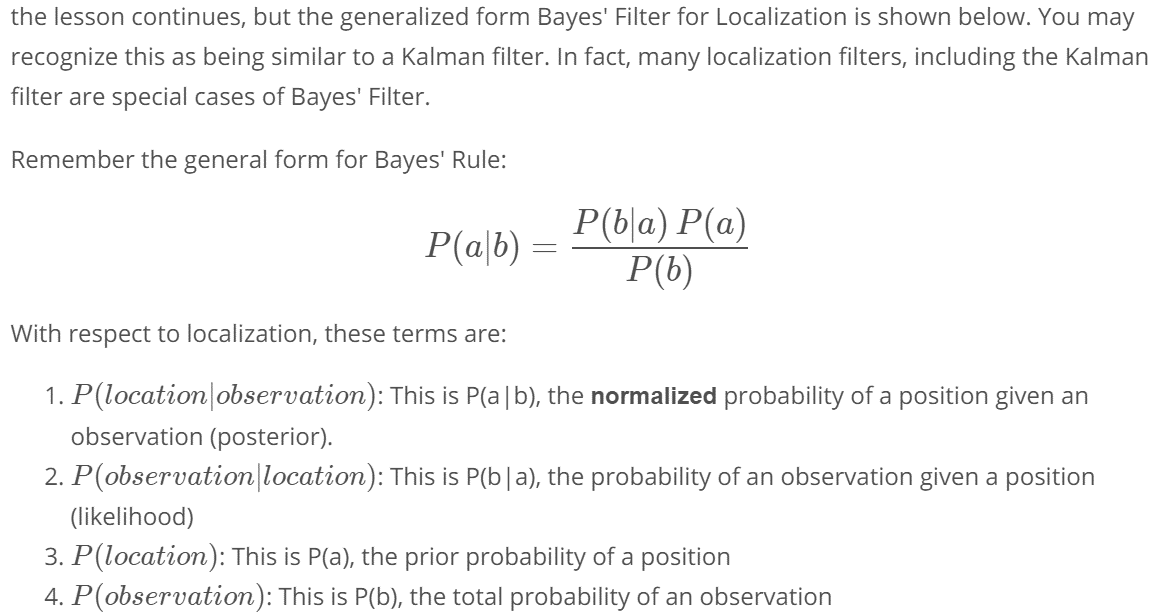 the lesson continues, but the generalized form Bayes' Filter for Localization is shown below. You may
recognize this as being similar to a Kalman filter. In fact, many localization filters, including the Kalman
filter are special cases of Bayes' Filter.
Remember the general form for Bayes' Rule:
P(a|b) = P(b|a) P(a) / P(b)
With respect to localization, these terms are:
1. P(location|observation): This is P(a|b), the normalized probability of a position given an
observation (posterior).
2. P(observation|location): This is P(b|a), the probability of an observation given a position
(likelihood)
3. P(location): This is P(a), the prior probability of a position
4. P(observation): This is P(b), the total probability of an observation